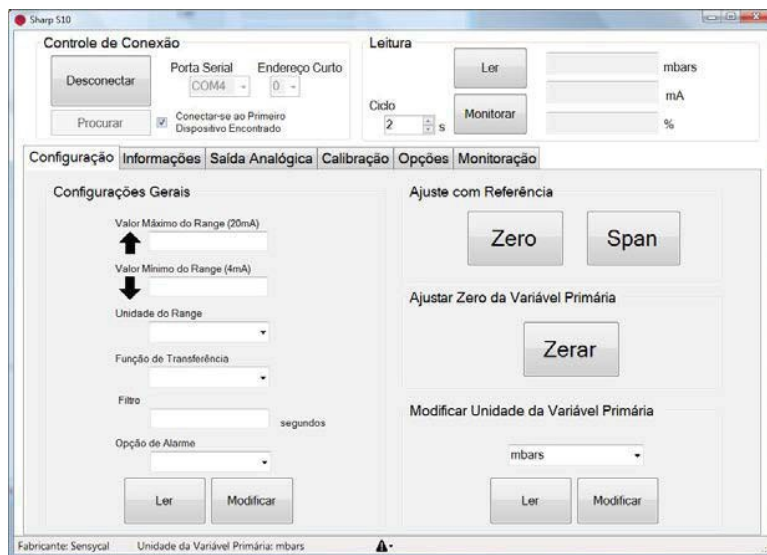 Sharp S10
Controle de Conexão
Desconectar
Porta Serial
COM4
Endereço Curto
0
Procurar
Conectar-se ao Primeiro
Dispositivo Encontrado
Leitura
Ler
mbars
mA
Ciclo
2
s
Monitorar
%
Configuração
Informações
Saída Analógica
Calibração
Opções
Monitoração
Configurações Gerais
Valor Máximo do Range (20mA)
Valor Mínimo do Range (4mA)
Unidade do Range
Função de Transferência
Filtro
segundos
Opção de Alarme
Ler
Modificar
Ajuste com Referência
Zero
Span
Ajustar Zero da Variável Primária
Zerar
Modificar Unidade da Variável Primária
mbars
Ler
Modificar
Fabricante: Sensycal
Unidade da Variável Primária: mbars